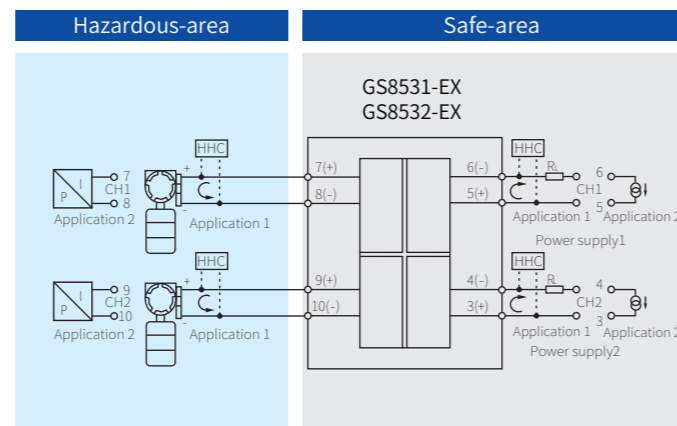 Hazardous-area
Safe-area
GS8531-EX
GS8532-EX
HHC
HHC
7 + 7(+) 6(-) RL 6
P I CH1 CH1
8 - 8(-) 5(+) 5
Application 2 Application 1 Application 1 Application 2
Power supply1
HHC
HHC
9 + 9(+) 4(-) RL 4
P I CH2 CH2
10 - 10(-) 3(+) 3
Application 2 Application 1 Application 1 Application 2
Power supply2